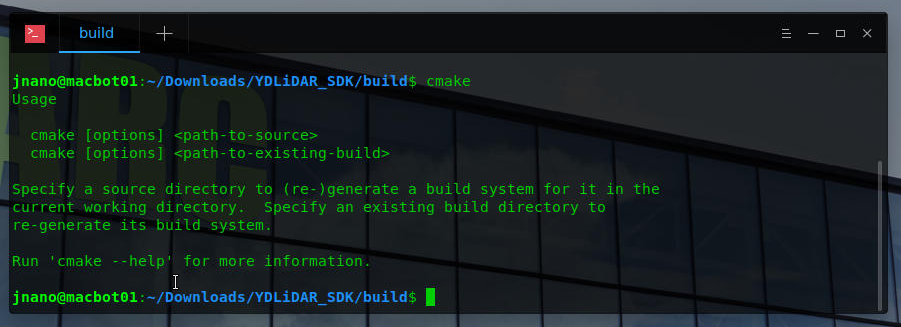 build
jnano@macbot01:~/Downloads/YDLiDAR_SDK/build$ cmake
Usage
cmake [options] <path-to-source>
cmake [options] <path-to-existing-build>
Specify a source directory to (re-)generate a build system for it in the
current working directory.  Specify an existing build directory to
re-generate its build system.
Run 'cmake --help' for more information.
jnano@macbot01:~/Downloads/YDLiDAR_SDK/build$